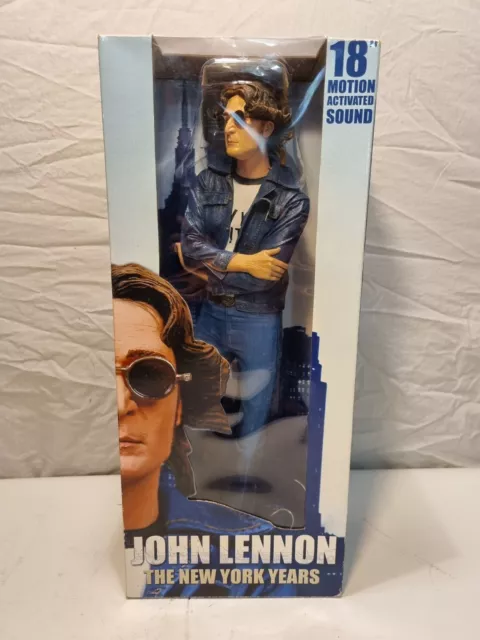 18"
MOTION
ACTIVATED
SOUND
JOHN LENNON
THE NEW YORK YEARS